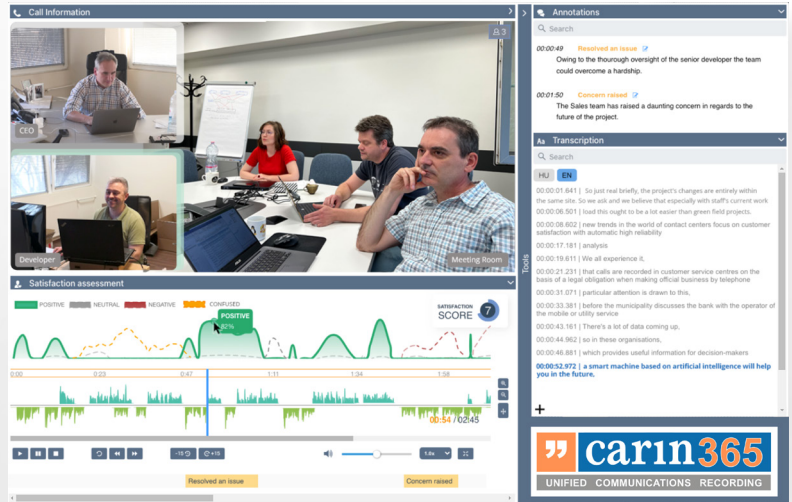 Call Information
3
CEO
Developer
Meeting Room
Satisfaction assessment
POSITIVE
NEUTRAL
NEGATIVE
CONFUSED
SATISFACTION
SCORE
7
POSITIVE
82%
0:00
0:23
0:47
1:11
1:34
1:58
00:54 / 02:45
-15
+15
1.0x
Resolved an issue
Concern raised
Tools
Annotations
Search
00:00:49 Resolved an issue
Owing to the thourough oversight of the senior developer the team
could overcome a hardship.
00:01:50 Concern raised
The Sales team has raised a daunting concern in regards to the
future of the project.
Aa Transcription
Search
HU EN
00:00:01.641 | So just real briefly, the project's changes are entirely within
the same site. So we ask and we believe that especially with staff's current work
00:00:06.501 | load this ought to be a lot easier than green field projects.
00:00:08.602 | new trends in the world of contact centers focus on customer
satisfaction with automatic high reliability
00:00:17.181 | analysis
00:00:19.611 | We all experience it,
00:00:21.231 | that calls are recorded in customer service centres on the
basis of a legal obligation when making official business by telephone
00:00:31.071 | particular attention is drawn to this,
00:00:33.381 | before the municipality discusses the bank with the operator of
the mobile or utility service
00:00:43.161 | There's a lot of data coming up,
00:00:44.962 | so in these organisations,
00:00:46.881 | which provides useful information for decision-makers
00:00:52.972 | a smart machine based on artificial intelligence will help
you in the future.
+
carin365
UNIFIED COMMUNICATIONS RECORDING